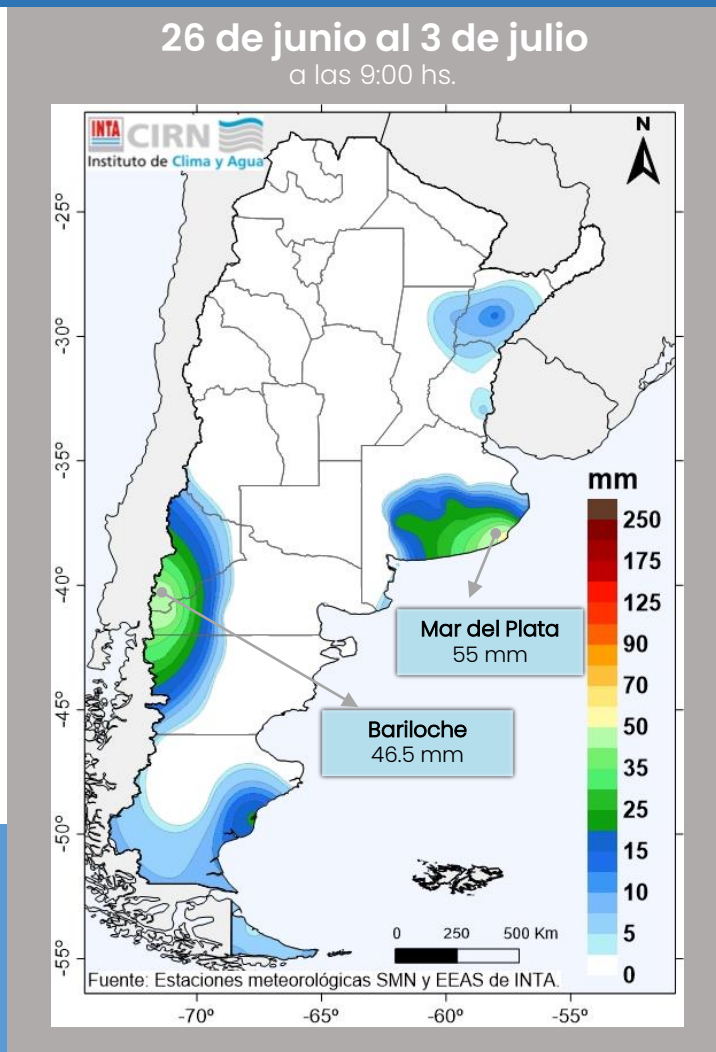 26 de junio al 3 de julio
a las 9:00 hs.
INTA CIRN
Instituto de Clima y Agua
N
-25°
-30°
-35°
-40°
-45°
-50°
-55°
mm
250
175
125
90
70
50
35
25
15
10
5
0
Mar del Plata
55 mm
Bariloche
46.5 mm
0 250 500 Km
Fuente: Estaciones meteorológicas SMN y EEAS de INTA.
-70° -65° -60° -55°